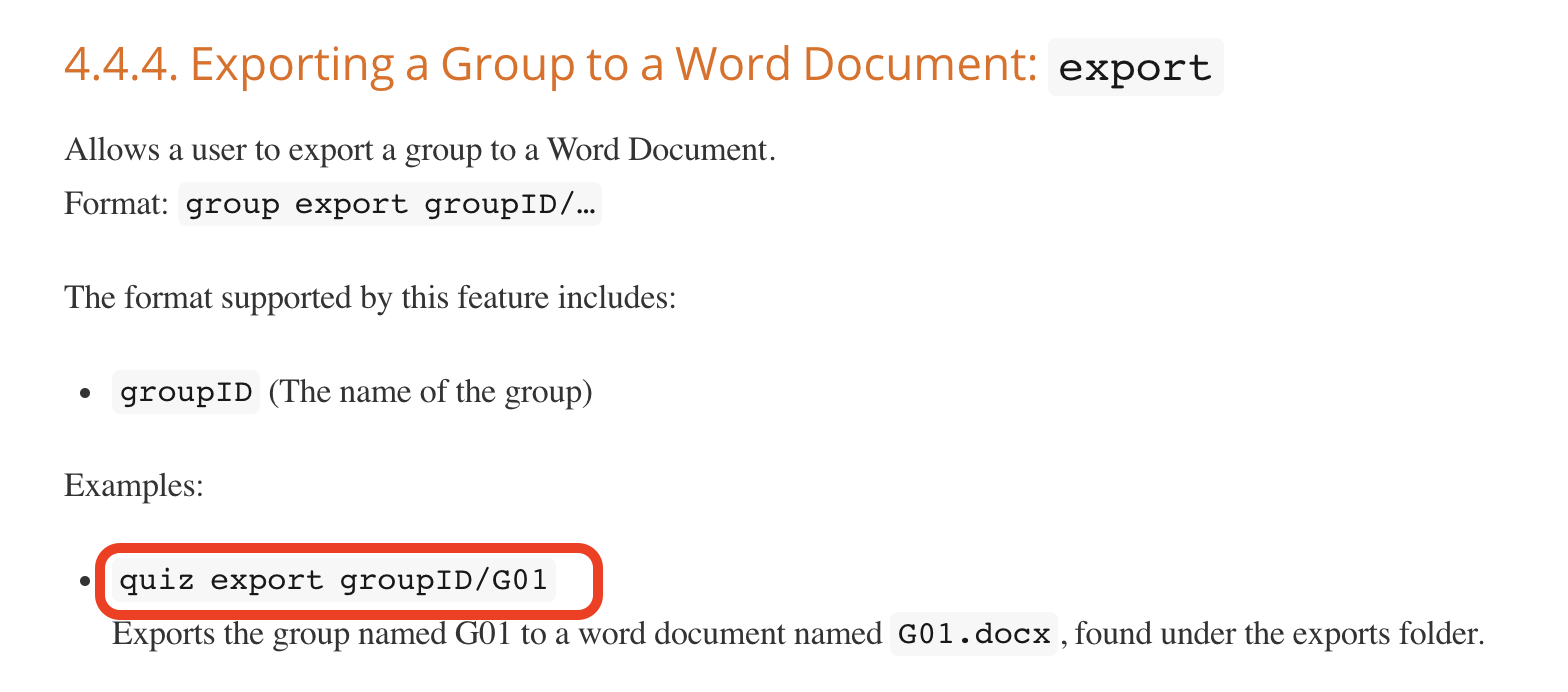 4.4.4. Exporting a Group to a Word Document: export
Allows a user to export a group to a Word Document.
Format: group export groupID/…
The format supported by this feature includes:
• groupID (The name of the group)
Examples:
• quiz export groupID/G01
Exports the group named G01 to a word document named G01.docx, found under the exports folder.